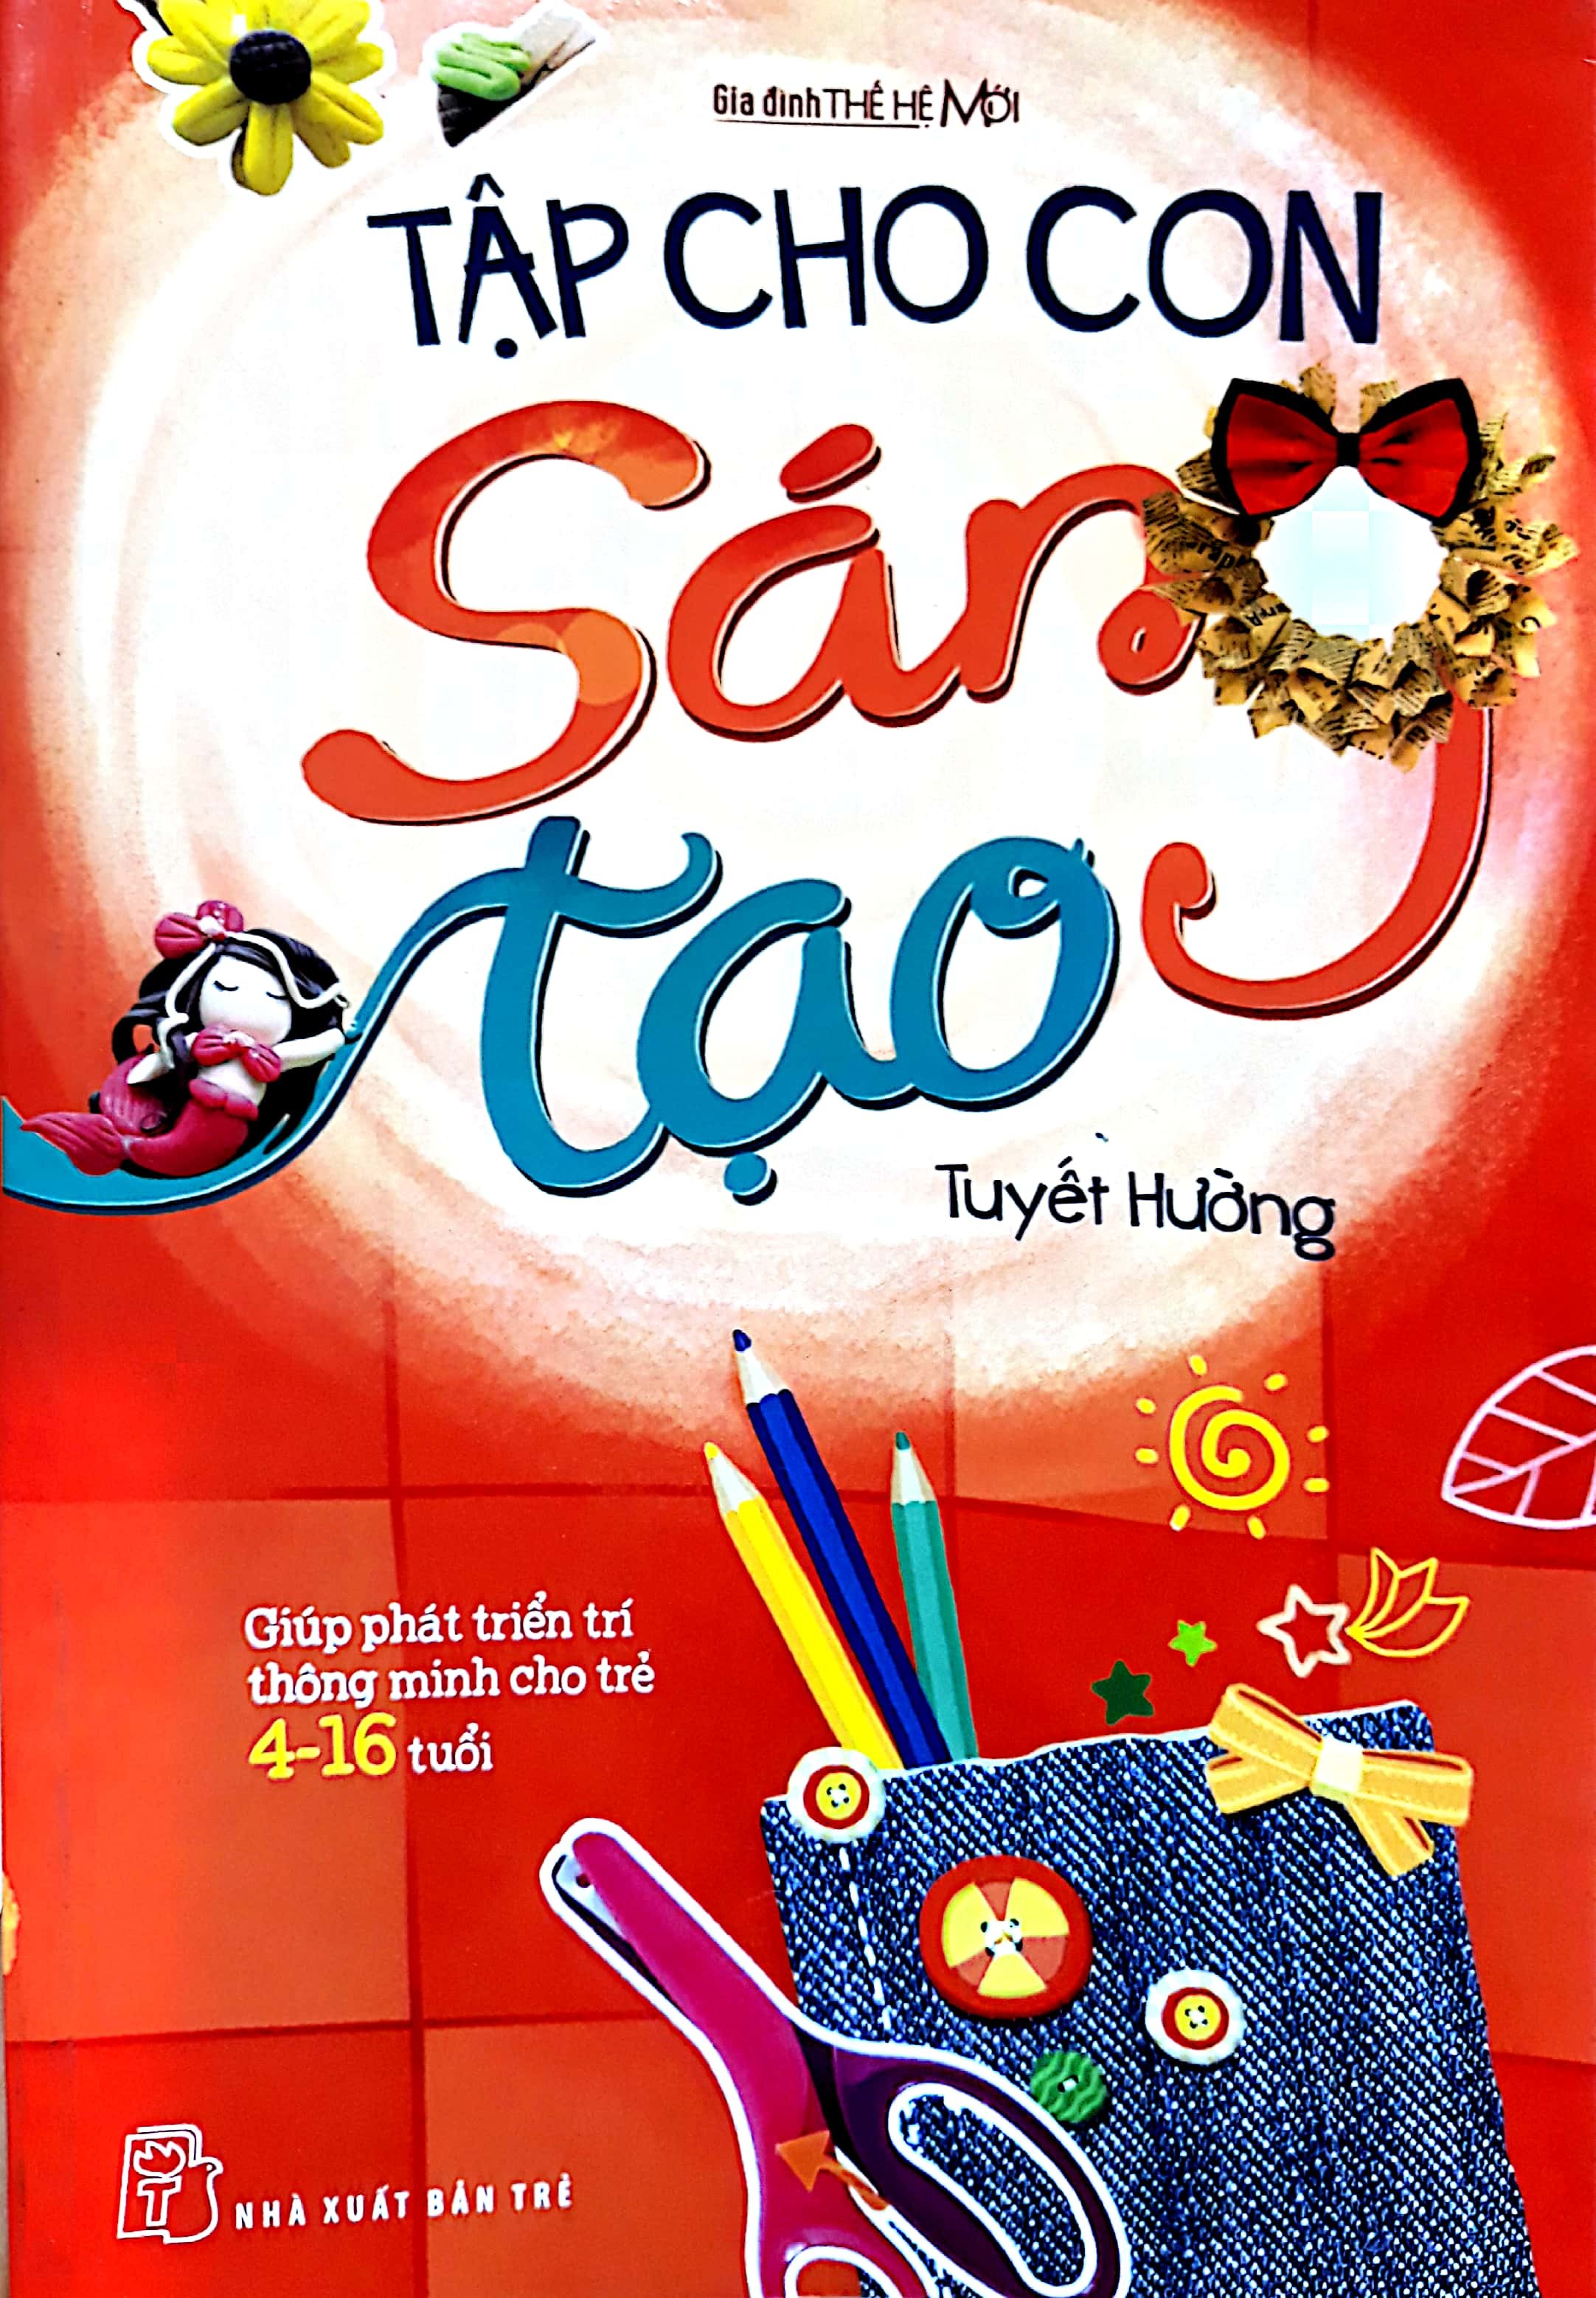 Gia đình THẾ HỆ MỚI
TẬP CHO CON
Sáng
tạo
Tuyết Hường
Giúp phát triển trí
thông minh cho trẻ
4-16 tuổi
NHÀ XUẤT BẢN TRẺ